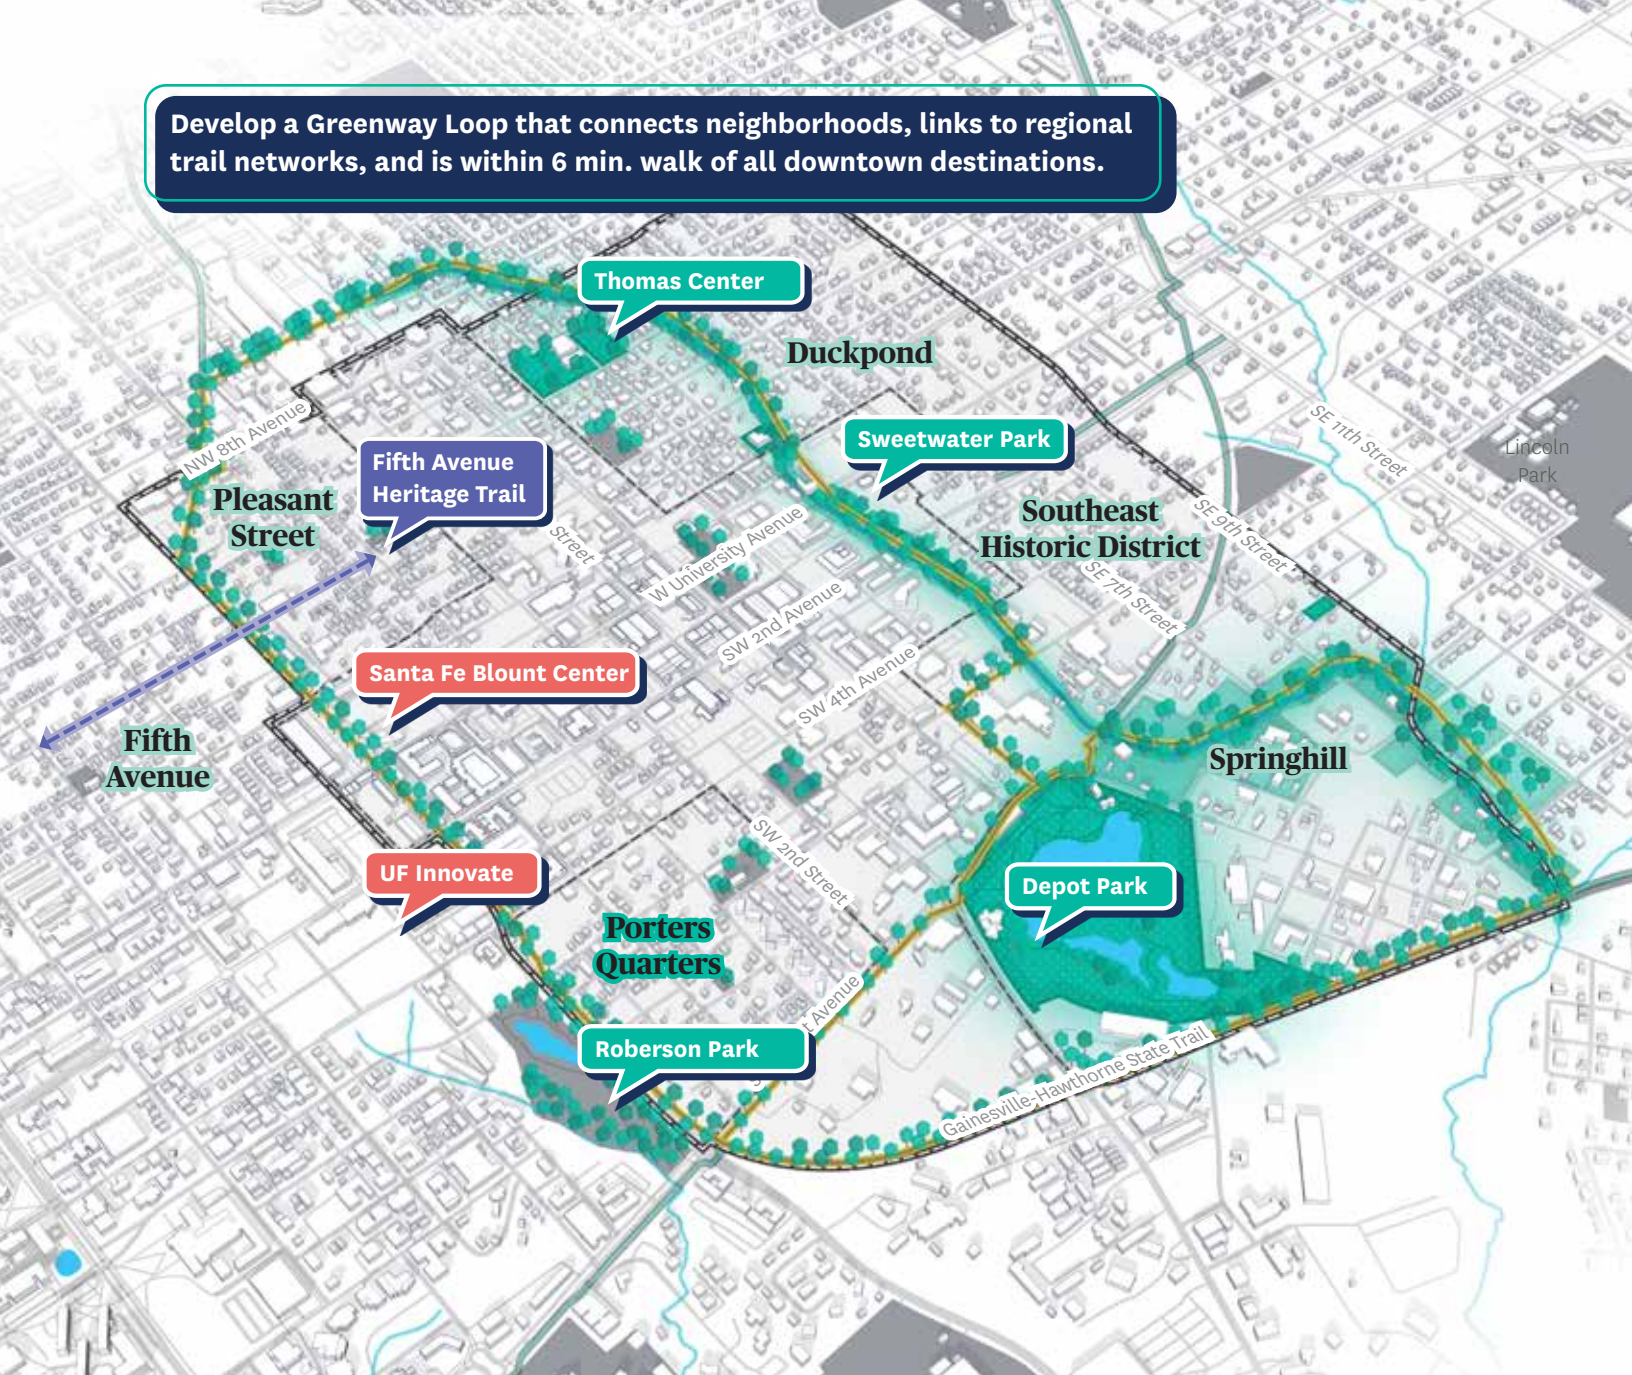 Develop a Greenway Loop that connects neighborhoods, links to regional
trail networks, and is within 6 min. walk of all downtown destinations.
Thomas Center
Duckpond
NW 8th Avenue
Sweetwater Park
SE 11th Street
Lincoln
Park
Fifth Avenue
Heritage Trail
Pleasant
Street
Street
W University Avenue
Southeast
Historic District
SE 9th Street
SE 7th Street
SW 2nd Avenue
Santa Fe Blount Center
SW 4th Avenue
Fifth
Avenue
Springhill
UF Innovate
SW 2nd Street
Depot Park
Porters
Quarters
t Avenue
Roberson Park
Gainesville-Hawthorne State Trail